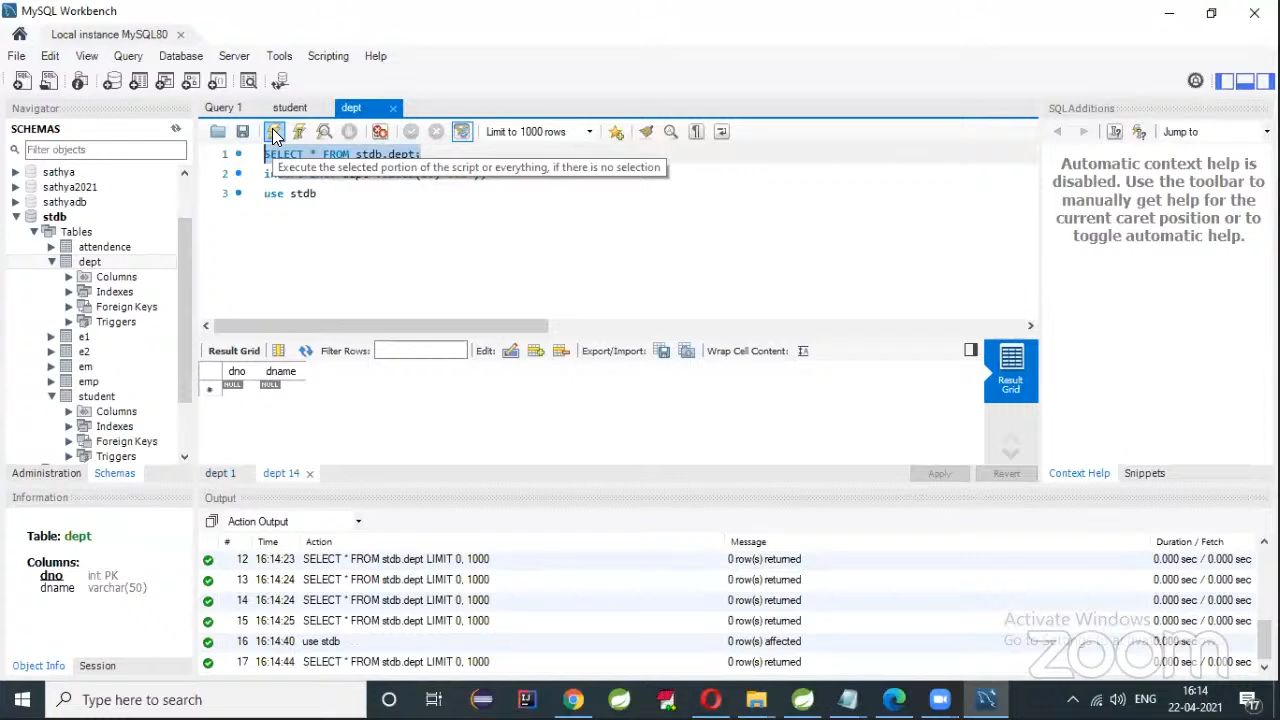 MySQL Workbench
Local instance MySQL80
File Edit View Query Database Server Tools Scripting Help
Navigator
SCHEMAS
Filter objects
sathya
sathya2021
sathyadb
stdb
Tables
attendence
dept
Columns
Indexes
Foreign Keys
Triggers
e1
e2
em
emp
student
Columns
Indexes
Foreign Keys
Triggers
Administration Schemas
Information
Table: dept
Columns:
dno int PK
dname varchar(50)
Object Info Session
Query 1 student dept
Limit to 1000 rows
1 SELECT * FROM stdb.dept;
Execute the selected portion of the script or everything, if there is no selection
2
3 use stdb
Result Grid Filter Rows: Edit: Export/Import: Wrap Cell Content:
dno dname
NULL NULL
Result
Grid
dept 1 dept 14 Apply Revert
Output
Action Output
# Time Action Message Duration / Fetch
12 16:14:23 SELECT * FROM stdb.dept LIMIT 0, 1000 0 row(s) returned 0.000 sec / 0.000 sec
13 16:14:24 SELECT * FROM stdb.dept LIMIT 0, 1000 0 row(s) returned 0.000 sec / 0.000 sec
14 16:14:24 SELECT * FROM stdb.dept LIMIT 0, 1000 0 row(s) returned 0.000 sec / 0.000 sec
15 16:14:25 SELECT * FROM stdb.dept LIMIT 0, 1000 0 row(s) returned 0.000 sec / 0.000 sec
16 16:14:40 use stdb 0 row(s) affected 0.000 sec
17 16:14:44 SELECT * FROM stdb.dept LIMIT 0, 1000 0 row(s) returned 0.000 sec / 0.000 sec
SQLAdditions
Jump to
Automatic context help is
disabled. Use the toolbar to
manually get help for the
current caret position or to
toggle automatic help.
Context Help Snippets
Activate Windows
Go to
zoom
Type here to search
ENG
16:14
22-04-2021
17